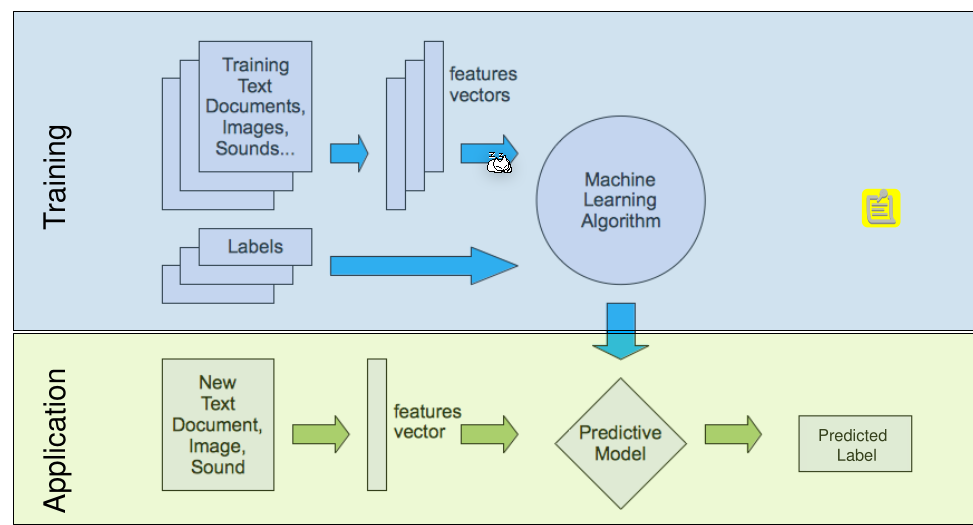 Training
Training
Text
Documents,
Images,
Sounds...
features
vectors
Machine
Learning
Algorithm
Labels
Application
New
Text
Document,
Image,
Sound
features
vector
Predictive
Model
Predicted
Label